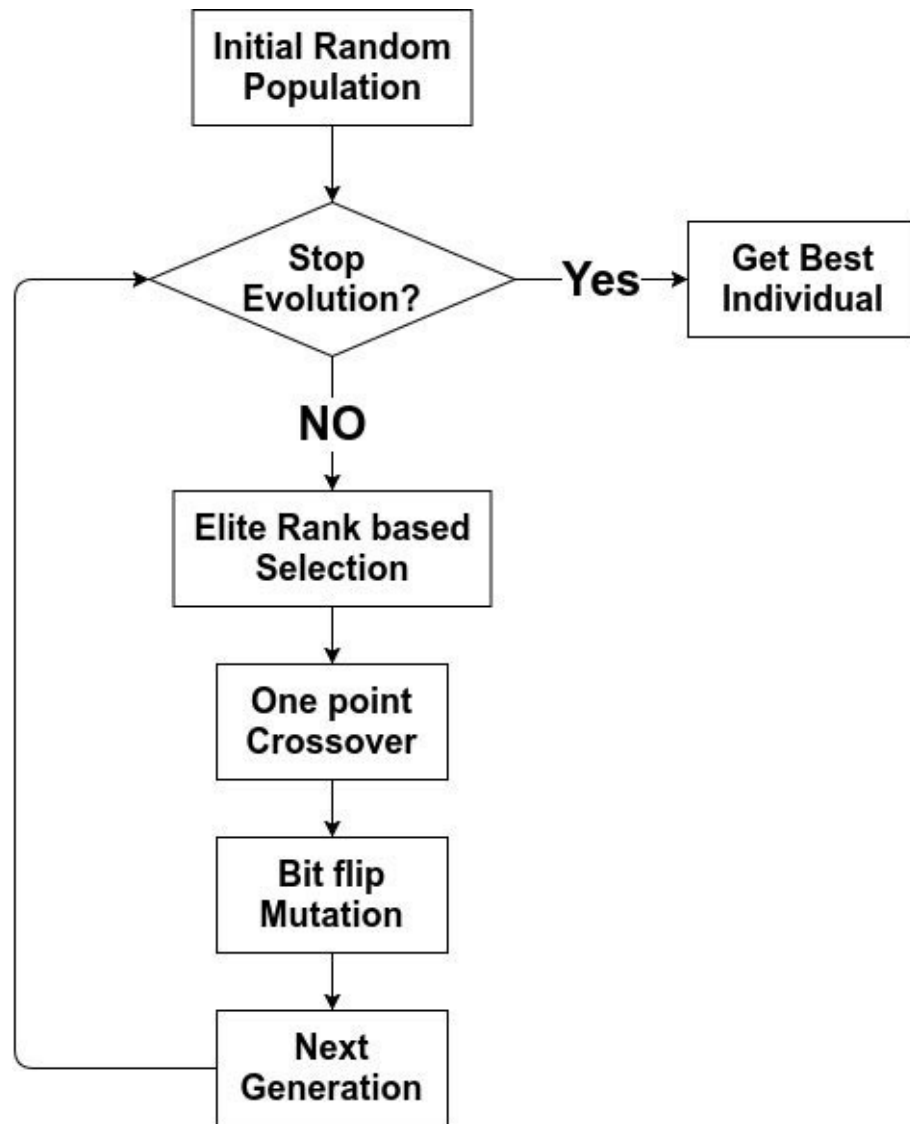 Initial Random
Population
Stop
Evolution?
Yes
Get Best
Individual
NO
Elite Rank based
Selection
One point
Crossover
Bit flip
Mutation
Next
Generation